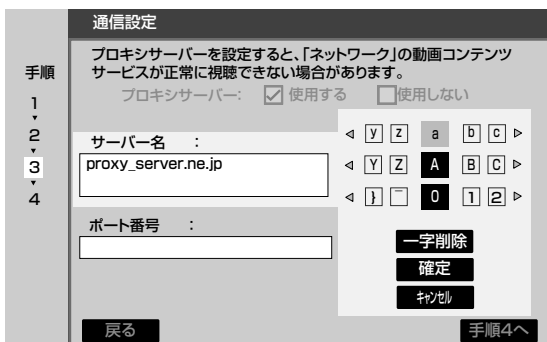 通信設定
プロキシサーバーを設定すると、「ネットワーク」の動画コンテンツ
サービスが正常に視聴できない場合があります。
手順
1
2
3
4
プロキシサーバー: 使用する 使用しない
サーバー名 :
proxy_server.ne.jp
y z a b c
Y Z A B C
} ¯ 0 1 2
ポート番号 :
一字削除
確定
キャンセル
戻る
手順4へ